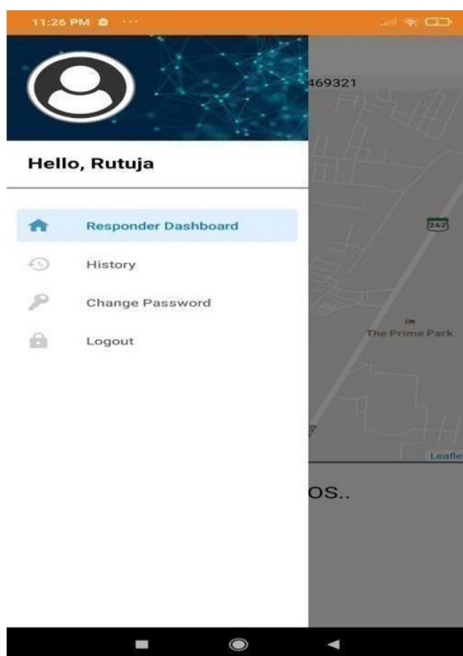 11:26 PM
469321
Hello, Rutuja
Responder Dashboard
242
History
Change Password
The Prime Park
Logout
Leafle
OS..